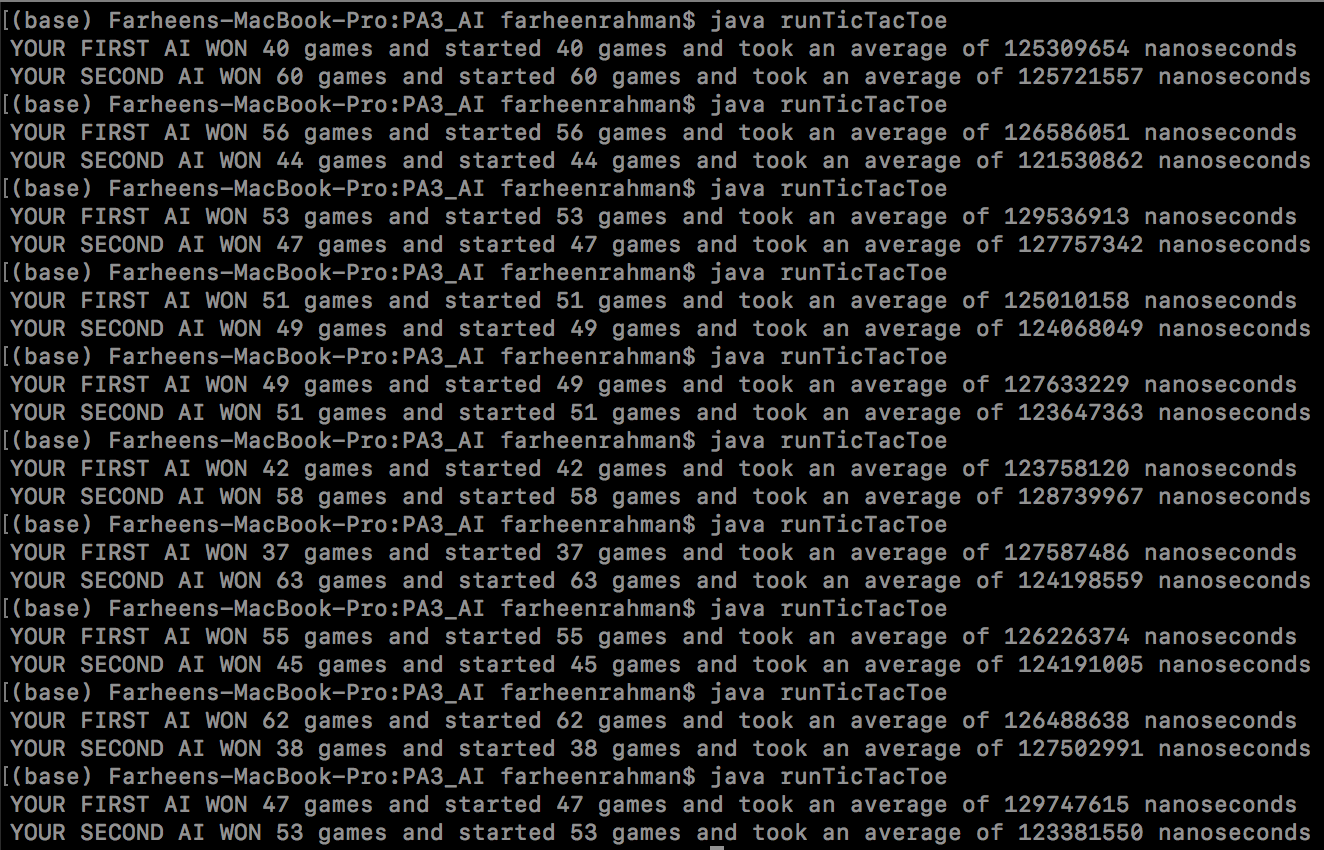 [(base) Farheens-MacBook-Pro:PA3_AI farheenrahman$ java runTicTacToe
YOUR FIRST AI WON 40 games and started 40 games and took an average of 125309654 nanoseconds
YOUR SECOND AI WON 60 games and started 60 games and took an average of 125721557 nanoseconds
[(base) Farheens-MacBook-Pro:PA3_AI farheenrahman$ java runTicTacToe
YOUR FIRST AI WON 56 games and started 56 games and took an average of 126586051 nanoseconds
YOUR SECOND AI WON 44 games and started 44 games and took an average of 121530862 nanoseconds
[(base) Farheens-MacBook-Pro:PA3_AI farheenrahman$ java runTicTacToe
YOUR FIRST AI WON 53 games and started 53 games and took an average of 129536913 nanoseconds
YOUR SECOND AI WON 47 games and started 47 games and took an average of 127757342 nanoseconds
[(base) Farheens-MacBook-Pro:PA3_AI farheenrahman$ java runTicTacToe
YOUR FIRST AI WON 51 games and started 51 games and took an average of 125010158 nanoseconds
YOUR SECOND AI WON 49 games and started 49 games and took an average of 124068049 nanoseconds
[(base) Farheens-MacBook-Pro:PA3_AI farheenrahman$ java runTicTacToe
YOUR FIRST AI WON 49 games and started 49 games and took an average of 127633229 nanoseconds
YOUR SECOND AI WON 51 games and started 51 games and took an average of 123647363 nanoseconds
[(base) Farheens-MacBook-Pro:PA3_AI farheenrahman$ java runTicTacToe
YOUR FIRST AI WON 42 games and started 42 games and took an average of 123758120 nanoseconds
YOUR SECOND AI WON 58 games and started 58 games and took an average of 128739967 nanoseconds
[(base) Farheens-MacBook-Pro:PA3_AI farheenrahman$ java runTicTacToe
YOUR FIRST AI WON 37 games and started 37 games and took an average of 127587486 nanoseconds
YOUR SECOND AI WON 63 games and started 63 games and took an average of 124198559 nanoseconds
[(base) Farheens-MacBook-Pro:PA3_AI farheenrahman$ java runTicTacToe
YOUR FIRST AI WON 55 games and started 55 games and took an average of 126226374 nanoseconds
YOUR SECOND AI WON 45 games and started 45 games and took an average of 124191005 nanoseconds
[(base) Farheens-MacBook-Pro:PA3_AI farheenrahman$ java runTicTacToe
YOUR FIRST AI WON 62 games and started 62 games and took an average of 126488638 nanoseconds
YOUR SECOND AI WON 38 games and started 38 games and took an average of 127502991 nanoseconds
[(base) Farheens-MacBook-Pro:PA3_AI farheenrahman$ java runTicTacToe
YOUR FIRST AI WON 47 games and started 47 games and took an average of 129747615 nanoseconds
YOUR SECOND AI WON 53 games and started 53 games and took an average of 123381550 nanoseconds